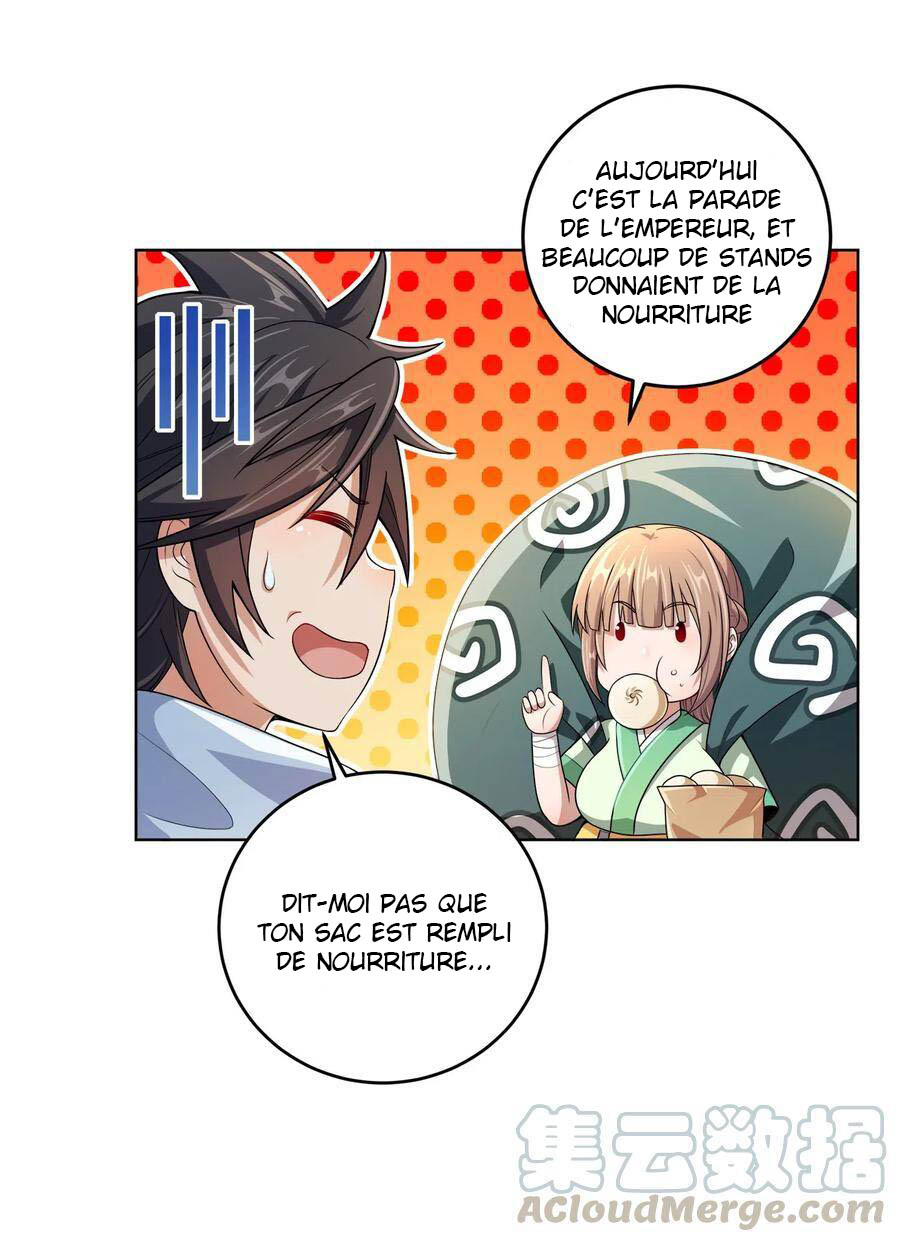 AUJOURD'HUI
C'EST LA PARADE
DE L'EMPEREUR, ET
BEAUCOUP DE STANDS
DONNAIENT DE LA
NOURRITURE
DIT-MOI PAS QUE
TON SAC EST REMPLI
DE NOURRITURE...
集云数据
ACloudMerge.com